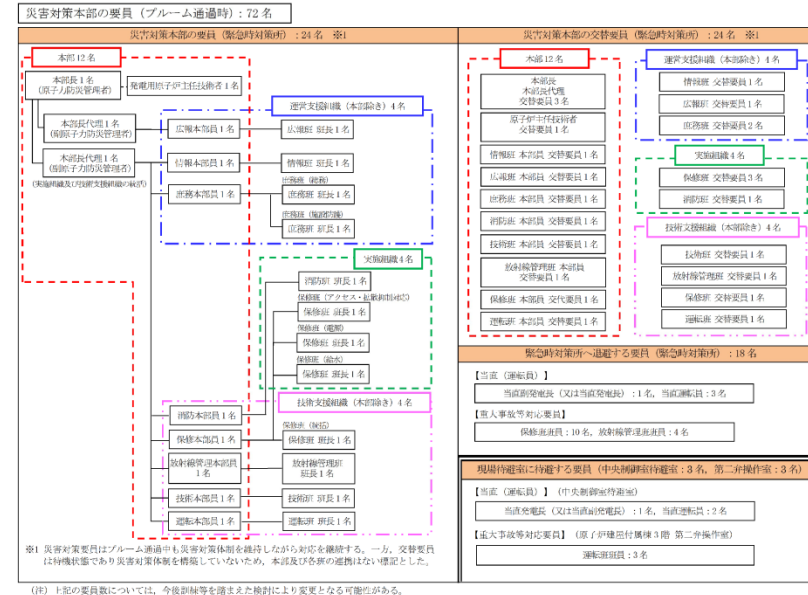 災害対策本部の要員（プルーム通過時）：72名
災害対策本部の要員（緊急時対策所）：24名 ※1
本部12名
本部長1名
（原子力防災管理者）
発電用原子炉主任技術者1名
本部長代理1名
（副原子力防災管理者）
本部長代理1名
（副原子力防災管理者）
（実施組織及び技術支援組織の統括）
運営支援組織（本部除き）4名
広報本部員1名
広報班 班長1名
情報本部員1名
情報班 班長1名
庶務本部員1名
庶務班（総務）
庶務班 班長1名
庶務班（施設防護）
庶務班 班長1名
実施組織4名
消防班 班長1名
保修班（アクセス・拡散抑制対応）
保修班 班長1名
保修班（電源）
保修班 班長1名
保修班（給水）
保修班 班長1名
技術支援組織（本部除き）4名
消防本部員1名
保修班（統括）
保修本部員1名
保修班 班長1名
放射線管理本部員
1名
放射線管理班
班長1名
技術本部員1名
技術班 班長1名
運転本部員1名
運転班 班長1名
※1 災害対策要員はプルーム通過中も災害対策体制を維持しながら対応を継続する。一方，交替要員
は待機状態であり災害対策体制を構築していないため，本部及び各班の連携はない標記とした。
災害対策本部の交替要員（緊急時対策所）：24名 ※1
本部12名
本部長
本部長代理
交替要員3名
原子炉主任技術者
交替要員1名
情報班 本部員 交替要員1名
広報班 本部員 交替要員1名
庶務班 本部員 交替要員1名
消防班 本部員 交替要員1名
技術班 本部員 交替要員1名
放射線管理班 本部員
交替要員1名
保修班 本部員 交代要員1名
運転班 本部員 交替要員1名
運営支援組織（本部除き）4名
情報班 交替要員1名
広報班 交替要員1名
庶務班 交替要員2名
実施組織4名
保修班 交替要員3名
消防班 交替要員1名
技術支援組織（本部除き）4名
技術班 交替要員1名
放射線管理班 交替要員1名
保修班 交替要員1名
運転班 交替要員1名
緊急時対策所へ退避する要員（緊急時対策所）：18名
【当直（運転員）】
当直副発電長（又は当直発電長）：1名，当直運転員：3名
【重大事故等対応要員】
保修班班員：10名，放射線管理班班員：4名
現場待避室に待避する要員（中央制御室待避室：3名，第二弁操作室：3名）
【当直（運転員）】（中央制御室待避室）
当直発電長（又は当直副発電長）：1名，当直運転員：2名
【重大事故等対応要員】（原子炉建屋付属棟3階 第二弁操作室）
運転班班員：3名
（注）上記の要員数については，今後訓練等を踏まえた検討により変更となる可能性がある。